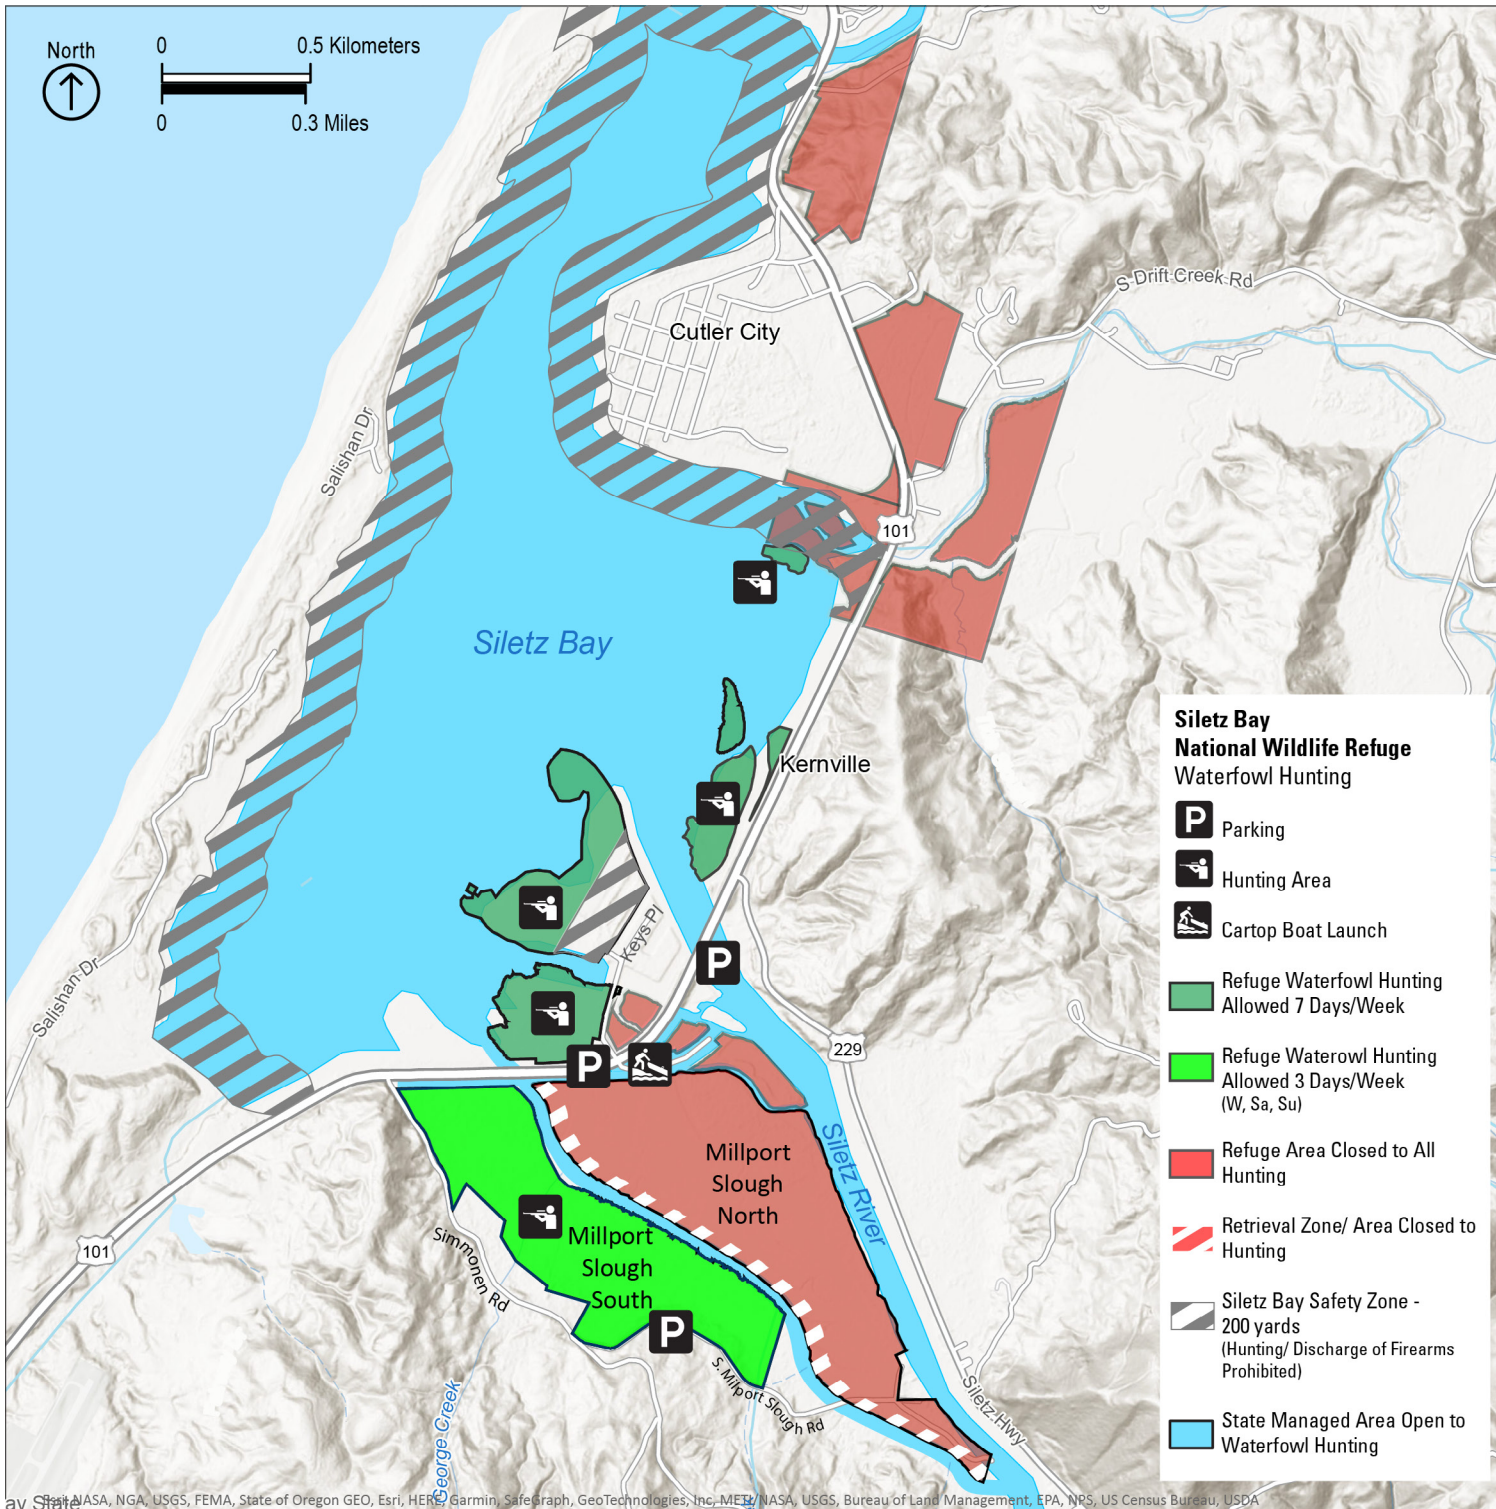 North
0
0.5 Kilometers
0
0.3 Miles
S Drift Creek Rd
Cutler City
Salishan Dr
101
Siletz Bay
Kernville
Keys Pl
Salishan Dr
229
Siletz River
Millport
Slough
North
Millport
Slough
South
Simmonen Rd
101
S. Milport Slough Rd
Siletz Hwy
George Creek
P
P
P
Siletz Bay
National Wildlife Refuge
Waterfowl Hunting
P Parking
Hunting Area
Cartop Boat Launch
Refuge Waterfowl Hunting
Allowed 7 Days/Week
Refuge Waterowl Hunting
Allowed 3 Days/Week
(W, Sa, Su)
Refuge Area Closed to All
Hunting
Retrieval Zone/ Area Closed to
Hunting
Siletz Bay Safety Zone -
200 yards
(Hunting/ Discharge of Firearms
Prohibited)
State Managed Area Open to
Waterfowl Hunting
Esri, NASA, NGA, USGS, FEMA, State of Oregon GEO, Esri, HERE, Garmin, SafeGraph, GeoTechnologies, Inc, METI/NASA, USGS, Bureau of Land Management, EPA, NPS, US Census Bureau, USDA